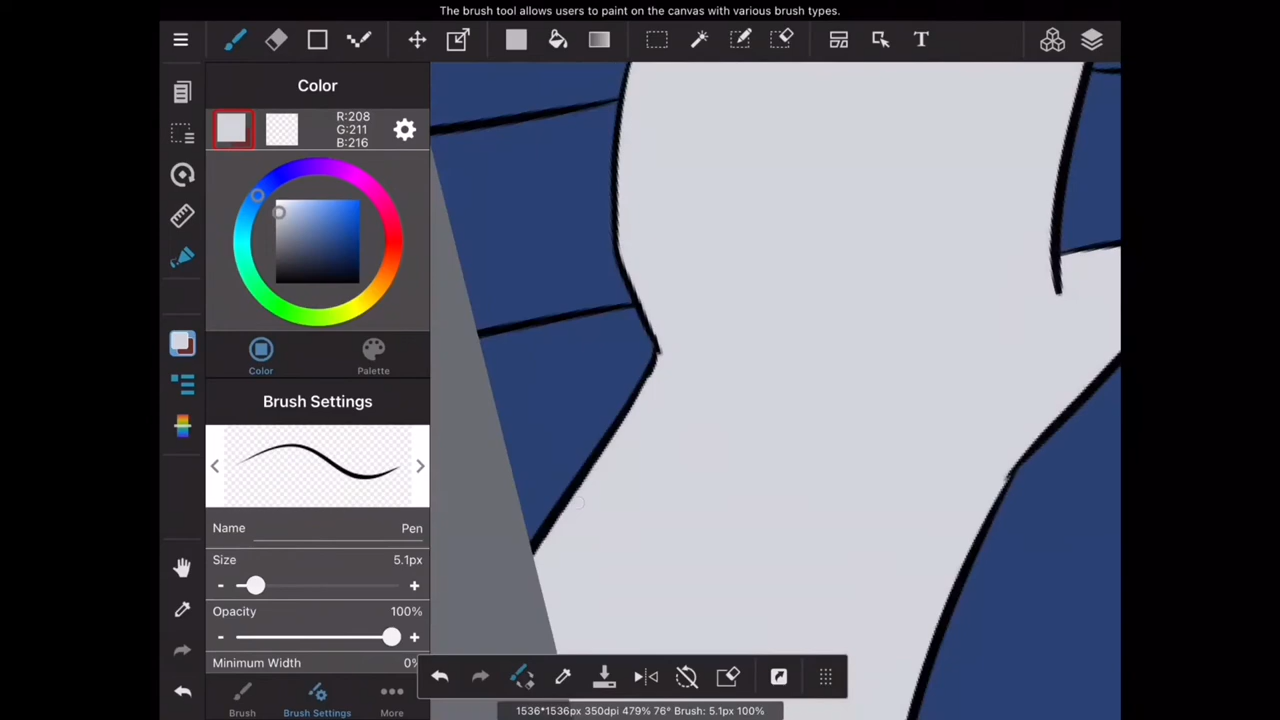 The brush tool allows users to paint on the canvas with various brush types.
T
Color
R:208
G:211
B:216
Color
Palette
Brush Settings
Name Pen
Size 5.1px
- +
Opacity 100%
- +
Minimum Width 0%
Brush
Brush Settings
More
1536*1536px 350dpi 479% 76° Brush: 5.1px 100%